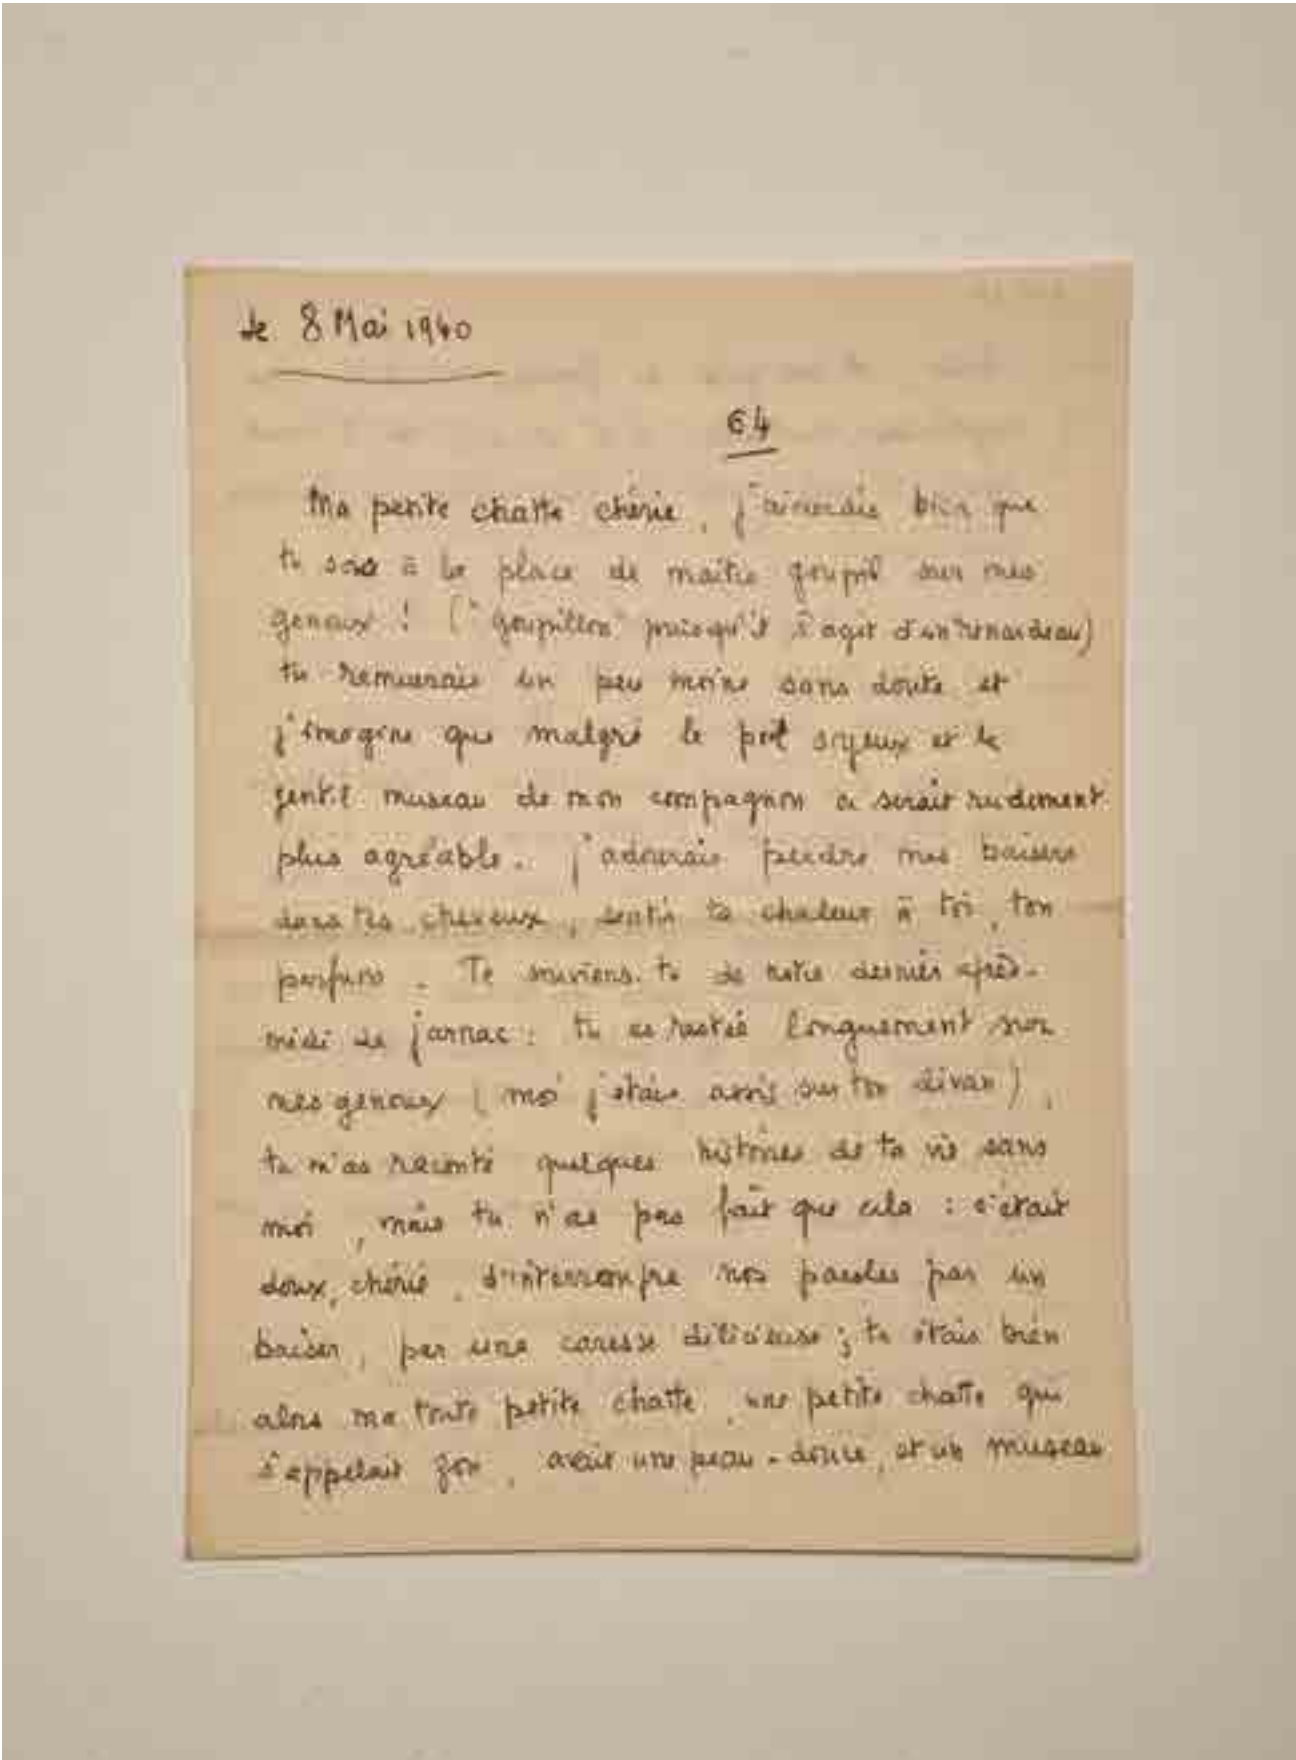 le 8 Mai 1940
64
Ma petite chatte chérie, j'aimerais bien que
tu sois à la place de maître goupil sur mes
genoux ! ("goupillon" puisqu'il s'agit d'un renardeau)
tu remuerais un peu moins sans doute et
j'imagine que malgré le poil soyeux et le
gentil museau de mon compagnon ce serait rudement
plus agréable. j'adorerais perdre mes baisers
dans tes cheveux, sentir ta chaleur à toi, ton
parfum. Te souviens-tu de notre dernier après-
midi de jarnac : tu es restée longuement sur
mes genoux (moi j'étais assis sur ton divan),
tu m'as raconté quelques histoires de ta vie sans
moi, mais tu n'as pas fait que cela : c'était
doux, chérie, d'interrompre nos paroles par un
baiser, par une caresse délicieuse ; tu étais bien
alors ma toute petite chatte, une petite chatte qui
s'appelait zou, avait une peau-douce, et un museau